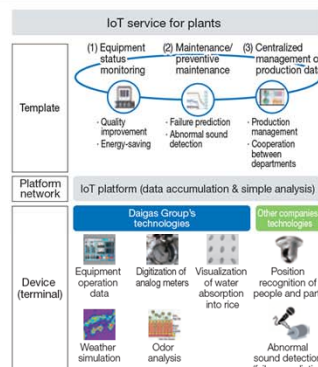 IoT service for plants
(1) Equipment
status
monitoring
(2) Maintenance/
preventive
maintenance
(3) Centralized
management
production
Template
· Quality
improvement
· Energy-saving
· Failure prediction
· Abnormal sound
detection
· Production
management
· Cooperation
between
departments
Platform
network
IoT platform (data accumulation & simple analysis)
Device
(terminal)
Daigas Group's
technologies
Other companies'
technologies
Equipment
operation
data
Digitization of
analog meters
Visualization
of water
absorption
into rice
Position
recognition of
people and
Weather
simulation
Odor
analysis
Abnormal
sound detection